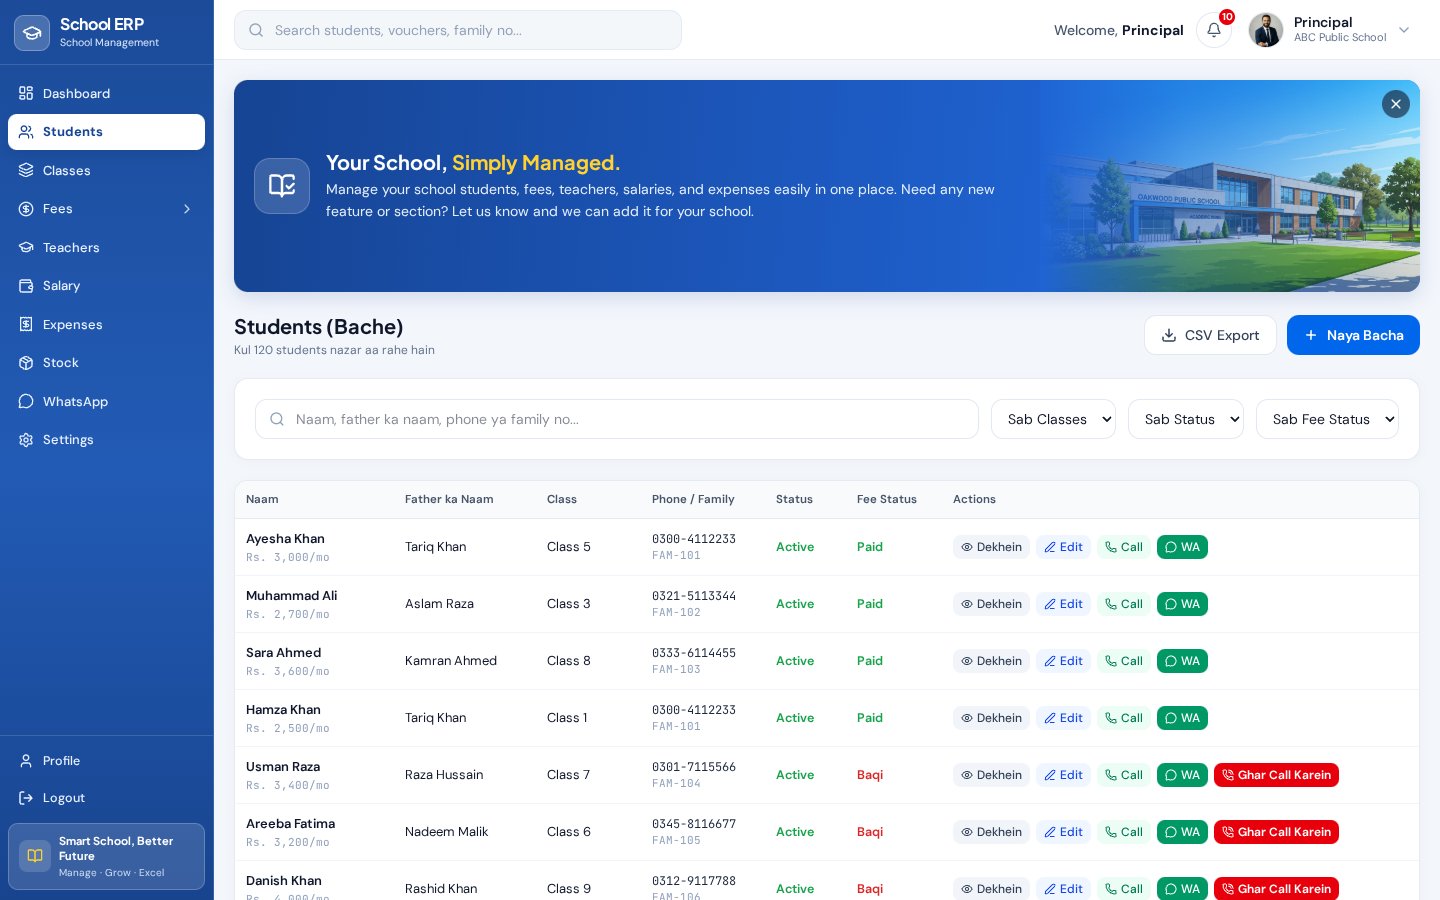 School ERP
School Management
Dashboard
Students
Classes
Fees
Teachers
Salary
Expenses
Stock
WhatsApp
Settings
Profile
Logout
Smart School, Better
Future
Manage · Grow · Excel
Search students, vouchers, family no...
Welcome, Principal
10
Principal
ABC Public School
Your School, Simply Managed.
Manage your school students, fees, teachers, salaries, and expenses easily in one place. Need any new
feature or section? Let us know and we can add it for your school.
OAKWOOD PUBLIC SCHOOL
Students (Bache)
Kul 120 students nazar aa rahe hain
CSV Export
Naya Bacha
Naam, father ka naam, phone ya family no...
Sab Classes
Sab Status
Sab Fee Status
Naam Father ka Naam Class Phone / Family Status Fee Status Actions
Ayesha Khan Tariq Khan Class 5 0300-4112233 Active Paid Dekhein Edit Call WA
Rs. 3,000/mo FAM-101
Muhammad Ali Aslam Raza Class 3 0321-5113344 Active Paid Dekhein Edit Call WA
Rs. 2,700/mo FAM-102
Sara Ahmed Kamran Ahmed Class 8 0333-6114455 Active Paid Dekhein Edit Call WA
Rs. 3,600/mo FAM-103
Hamza Khan Tariq Khan Class 1 0300-4112233 Active Paid Dekhein Edit Call WA
Rs. 2,500/mo FAM-101
Usman Raza Raza Hussain Class 7 0301-7115566 Active Baqi Dekhein Edit Call WA Ghar Call Karein
Rs. 3,400/mo FAM-104
Areeba Fatima Nadeem Malik Class 6 0345-8116677 Active Baqi Dekhein Edit Call WA Ghar Call Karein
Rs. 3,200/mo FAM-105
Danish Khan Rashid Khan Class 9 0312-9117788 Active Baqi Dekhein Edit Call WA Ghar Call Karein
Rs. 4,000/mo FAM-106